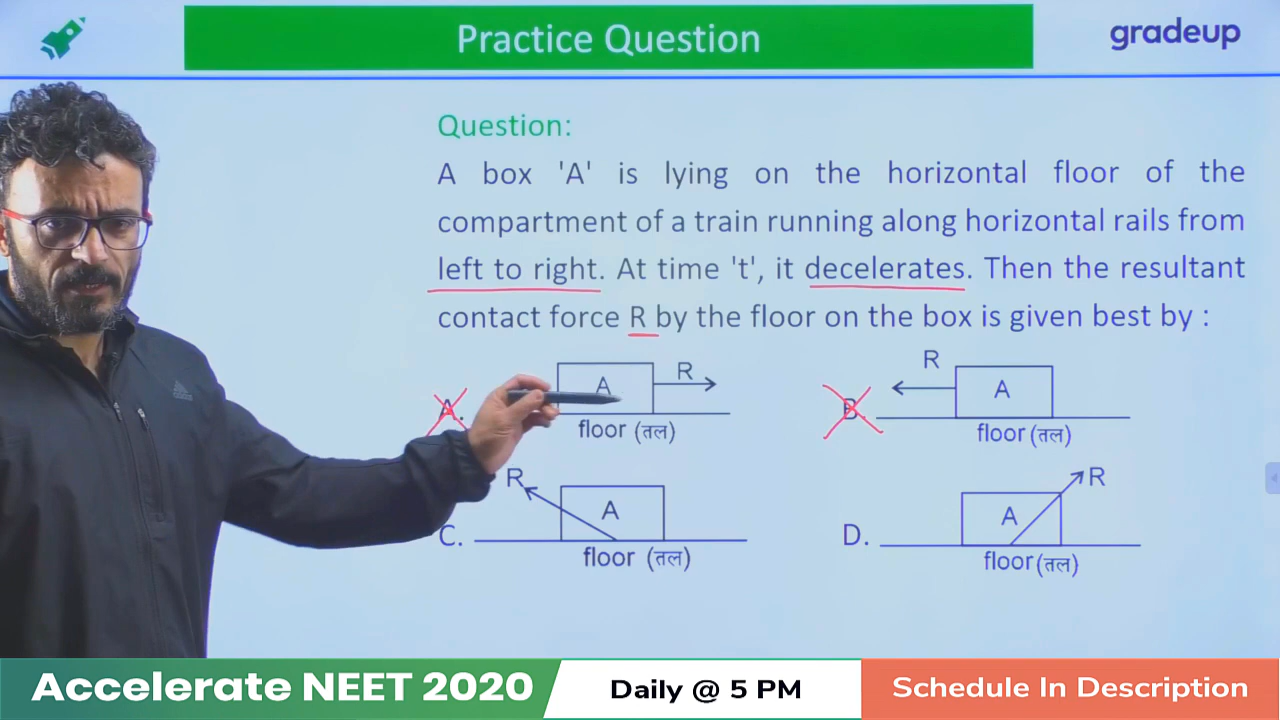 Practice Question
gradeup
Question:
A box 'A' is lying on the horizontal floor of the
compartment of a train running along horizontal rails from
left to right. At time 't', it decelerates. Then the resultant
contact force R by the floor on the box is given best by :
A.
A
R
floor (तल)
B.
R
A
floor (तल)
C.
R
A
floor (तल)
D.
A
R
floor (तल)
Accelerate NEET 2020
Daily @ 5 PM
Schedule In Description